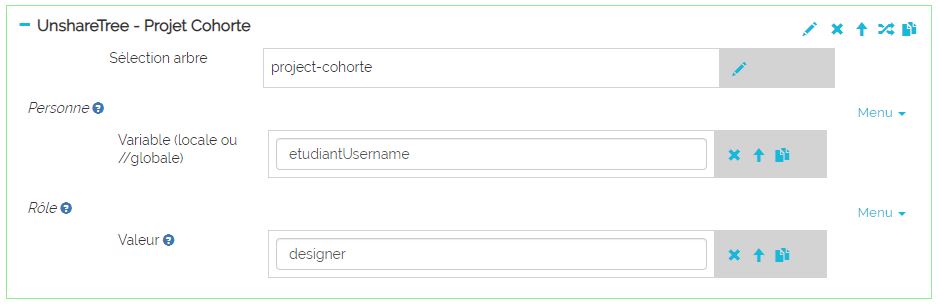 UnshareTree - Projet Cohorte
Sélection arbre
project-cohorte
Personne
Menu
Variable (locale ou
//globale)
etudiantUsername
Rôle
Menu
Valeur
designer